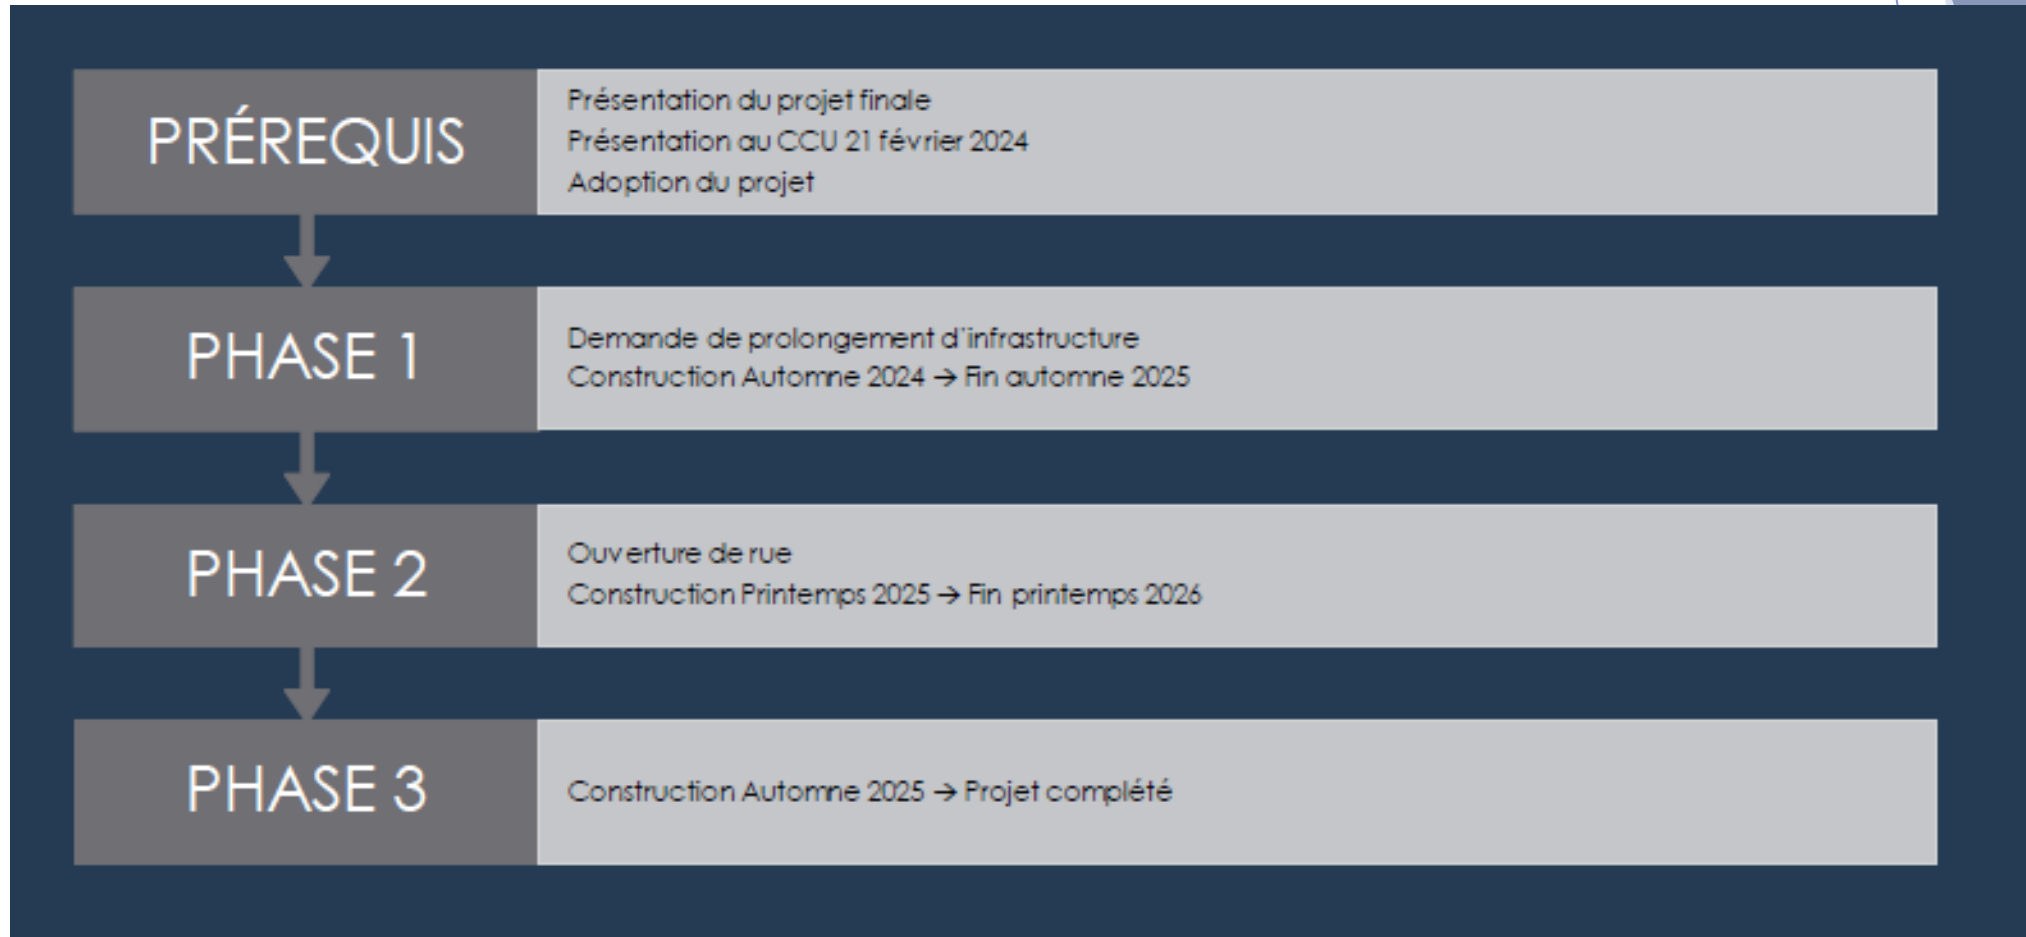 PRÉREQUIS
Présentation du projet finale
Présentation au CCU 21 février 2024
Adoption du projet
PHASE 1
Demande de prolongement d'infrastructure
Construction Automne 2024 → Fin automne 2025
PHASE 2
Ouverture de rue
Construction Printemps 2025 → Fin printemps 2026
PHASE 3
Construction Automne 2025 → Projet complété